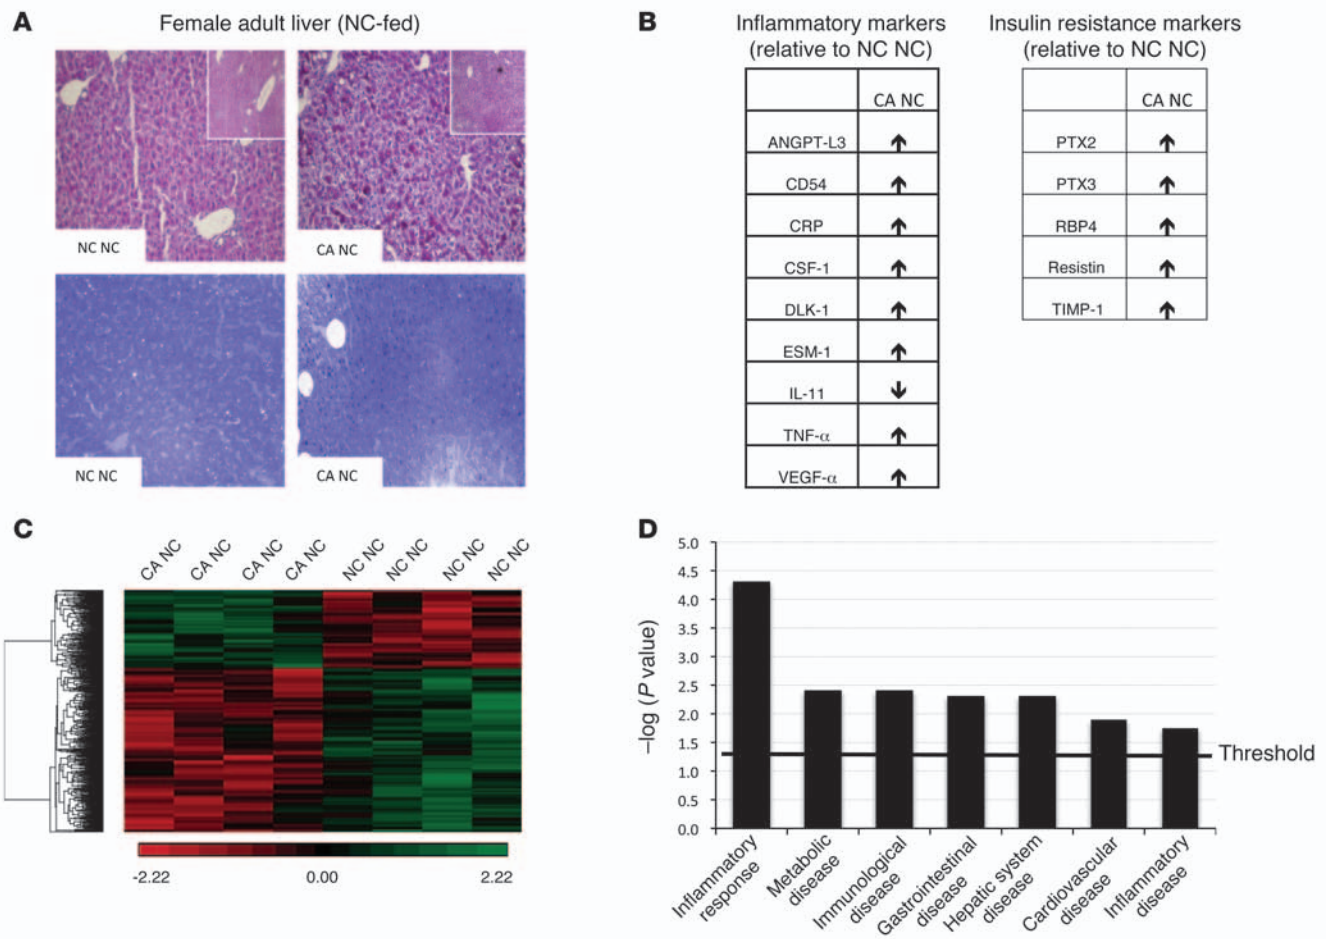 A
Female adult liver (NC-fed)
NC NC
CA NC
NC NC
CA NC
B
Inflammatory markers
(relative to NC NC)
CA NC
ANGPT-L3
CD54
CRP
CSF-1
DLK-1
ESM-1
IL-11
TNF-α
VEGF-α
Insulin resistance markers
(relative to NC NC)
CA NC
PTX2
PTX3
RBP4
Resistin
TIMP-1
C
CA NC
CA NC
CA NC
CA NC
NC NC
NC NC
NC NC
NC NC
-2.22
0.00
2.22
D
–log (P value)
5.0
4.5
4.0
3.5
3.0
2.5
2.0
1.5
1.0
0.5
0.0
Threshold
Inflammatory
response
Metabolic
disease
Immunological
disease
Gastrointestinal
disease
Hepatic system
disease
Cardiovascular
disease
Inflammatory
disease